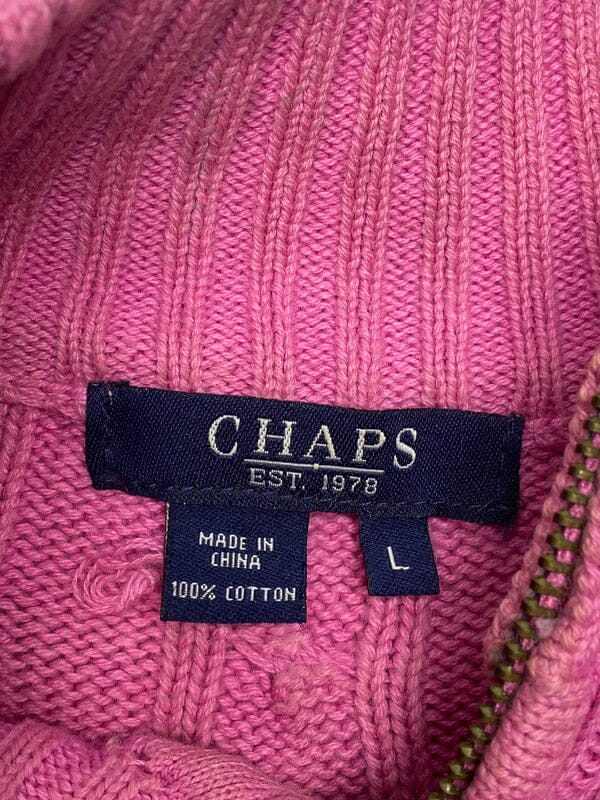 CHAPS
EST. 1978
MADE IN
CHINA
100% COTTON
L